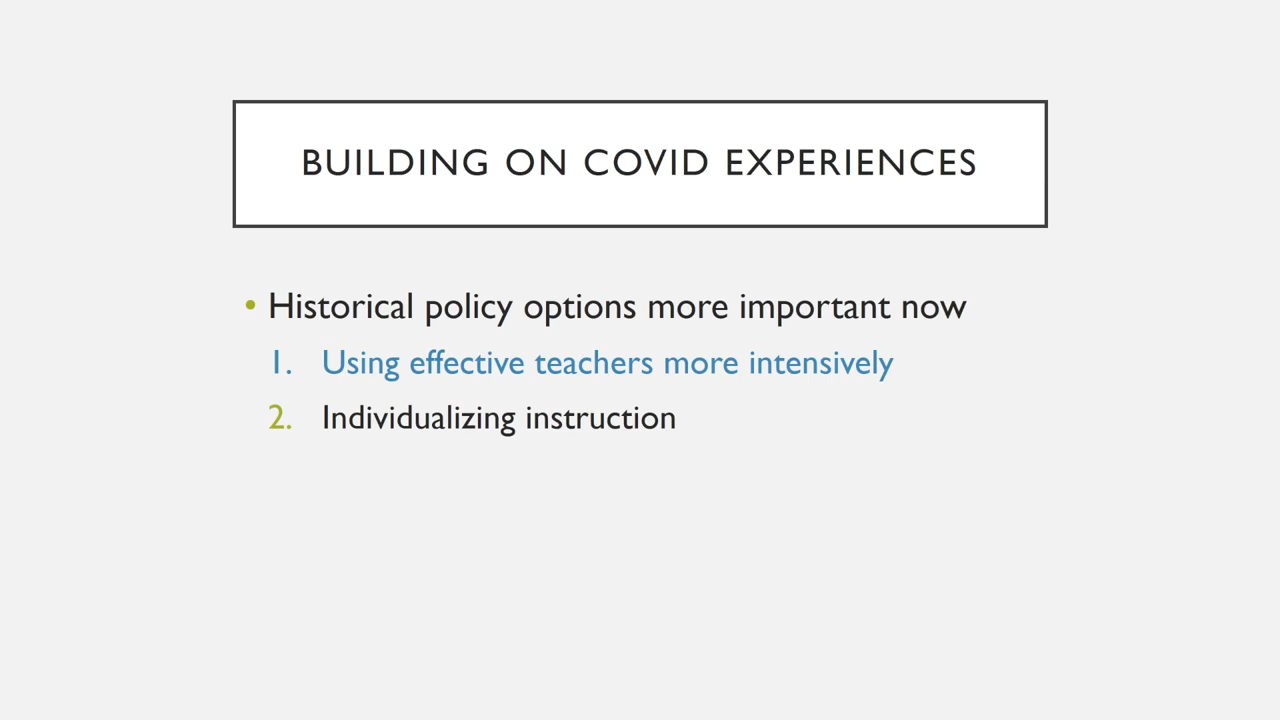 BUILDING ON COVID EXPERIENCES
• Historical policy options more important now
1. Using effective teachers more intensively
2. Individualizing instruction